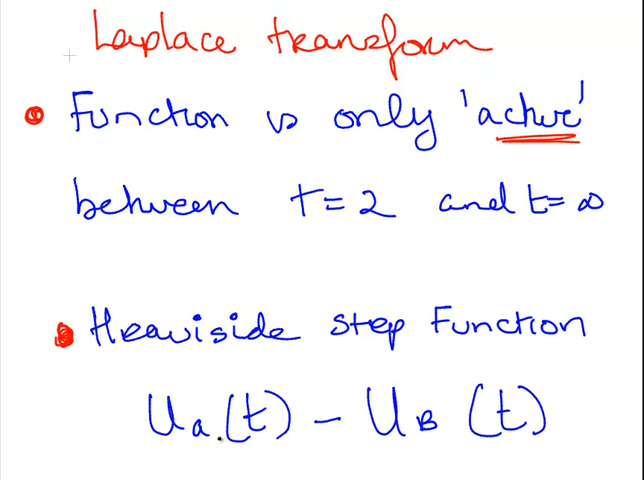 Laplace transform
Function is only 'active'
between t=2 and t=∞
Heaviside step Function
Ua(t) - UB(t)